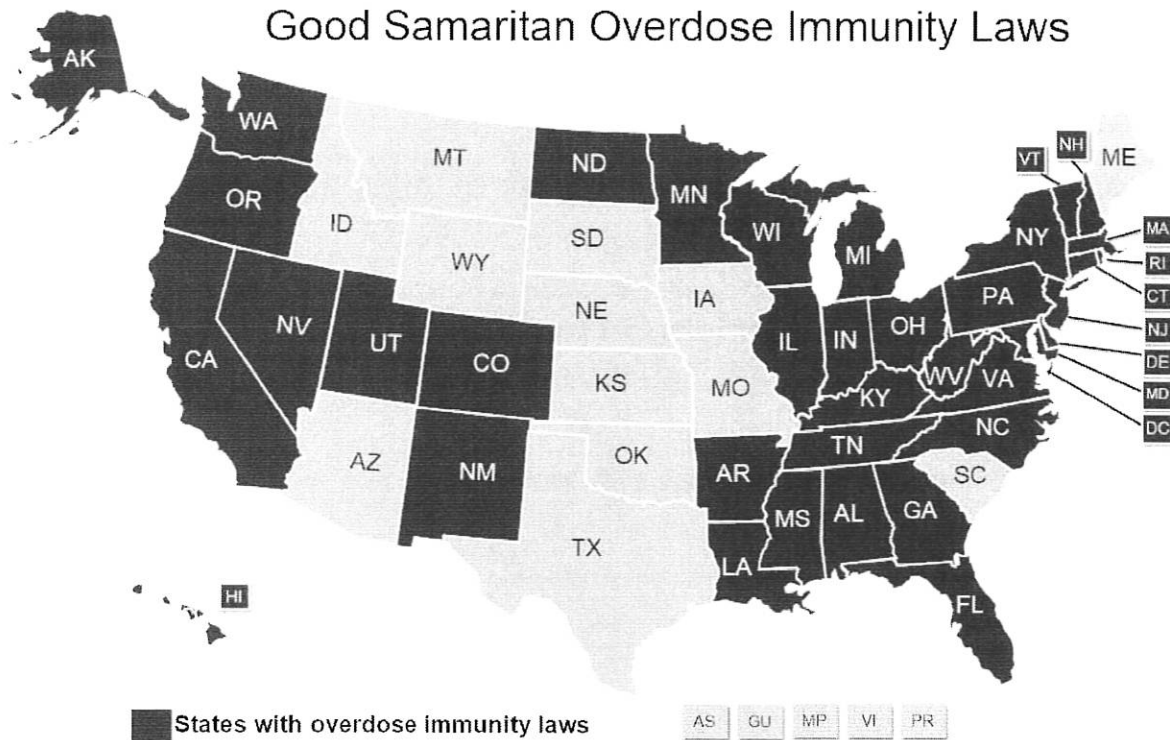 Good Samaritan Overdose Immunity Laws
AK
WA
MT
ND
MN
VT
NH
ME
OR
ID
SD
WI
MI
NY
MA
WY
RI
IA
PA
CT
NE
NV
UT
CO
IL
IN
OH
NJ
CA
DE
KS
MO
WV
VA
MD
KY
DC
NC
TN
AZ
NM
OK
AR
SC
MS
AL
GA
TX
LA
FL
HI
States with overdose immunity laws
AS
GU
MP
VI
PR